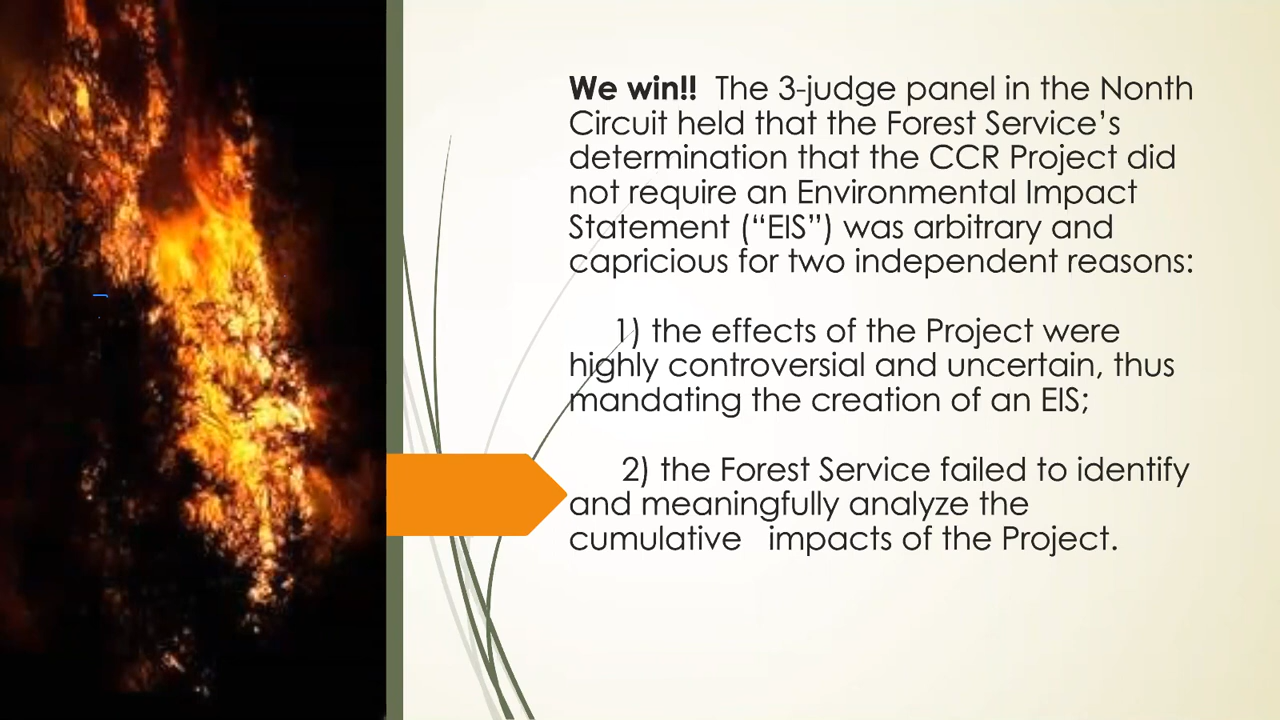 We win!! The 3-judge panel in the Nonth
Circuit held that the Forest Service’s
determination that the CCR Project did
not require an Environmental Impact
Statement (“EIS”) was arbitrary and
capricious for two independent reasons:
1) the effects of the Project were
highly controversial and uncertain, thus
mandating the creation of an EIS;
2) the Forest Service failed to identify
and meaningfully analyze the
cumulative impacts of the Project.